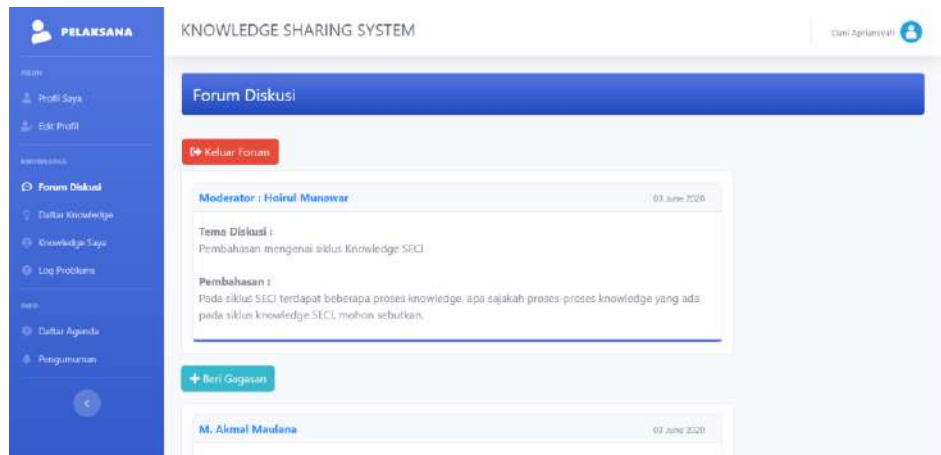 PELAKSANA
KNOWLEDGE SHARING SYSTEM
Profil Saya
Edit Profil
Forum Diskusi
Daftar Knowledge
Knowledge Saya
Log Problems
Daftar Agenda
Pengumuman
Forum Diskusi
Keluar Forum
Moderator : Hoirul Munawar
03 June 2020
Tema Diskusi :
Pembahasan mengenai siklus Knowledge SECI
Pembahasan :
Pada siklus SECI terdapat beberapa proses knowledge, apa sajakah proses-proses knowledge yang ada
pada siklus knowledge SECI, mohon sebutkan.
Beri Gagasan
M. Akmal Maulana
03 June 2020